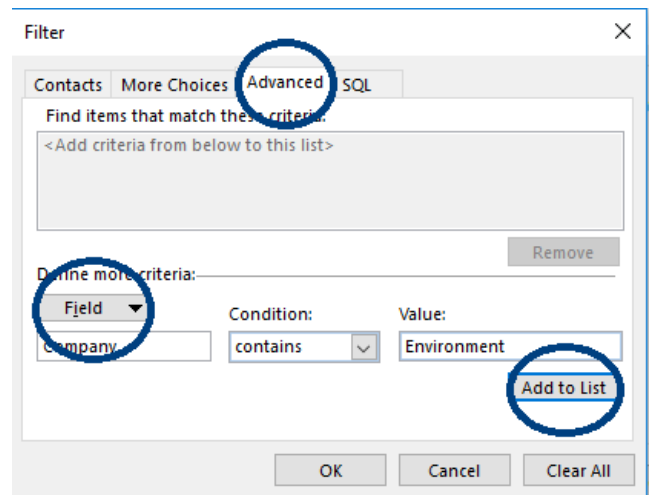 Filter
Contacts More Choices Advanced SQL
Find items that match these criteria:
<Add criteria from below to this list>
Remove
Define more criteria:
Field
Condition:
Value:
Company
contains
Environment
Add to List
OK
Cancel
Clear All